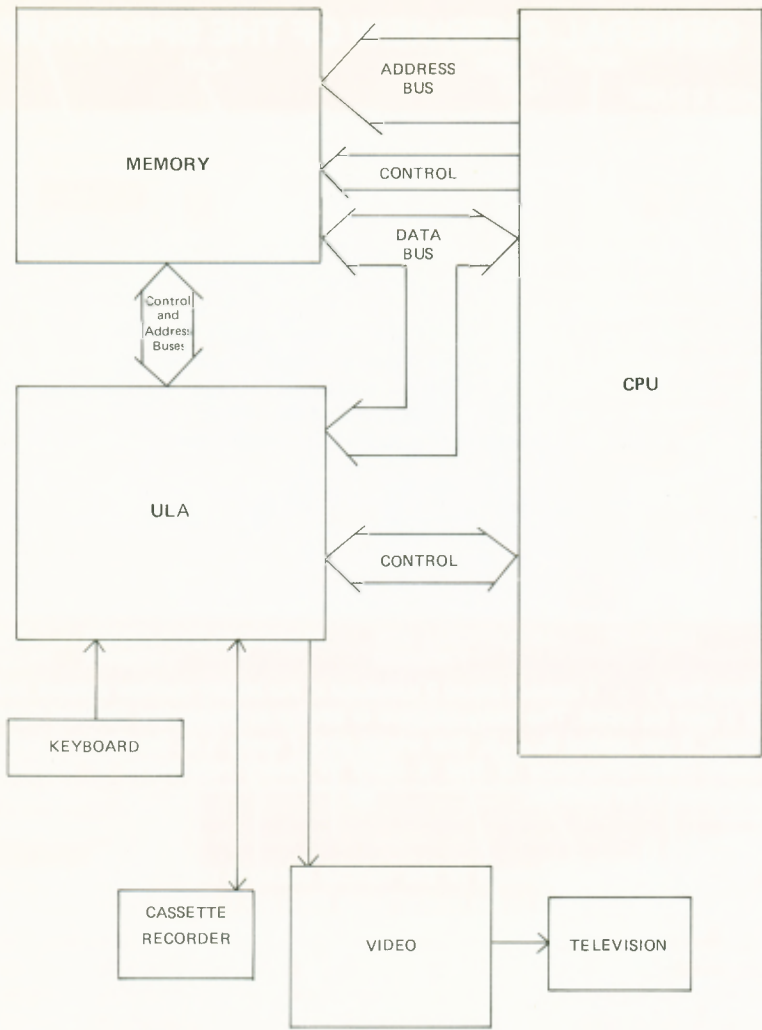 ADDRESS
BUS
MEMORY
CONTROL
DATA
BUS
Control
and
Address
Buses
CPU
ULA
CONTROL
KEYBOARD
CASSETTE
RECORDER
VIDEO
TELEVISION